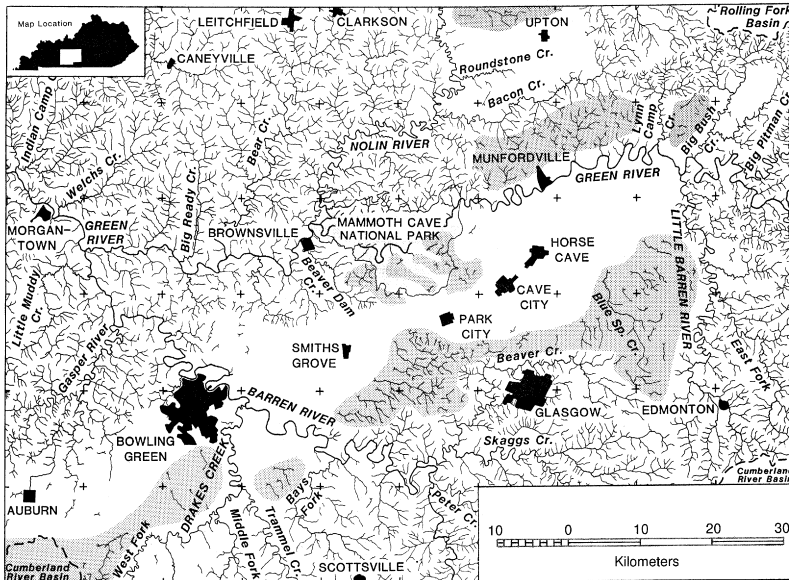 Map Location
LEITCHFIELD
CLARKSON
UPTON
Rolling Fork
Basin
CANEYVILLE
Roundstone Cr.
Bacon Cr.
Indian Camp Cr.
Welchs Cr.
Big Ready Cr.
Bear Cr.
NOLIN RIVER
Lynn
Camp
Cr.
Big Bush
Cr.
Big Pitman Cr.
MUNFORDVILLE
GREEN RIVER
MORGAN-
TOWN
GREEN
RIVER
BROWNSVILLE
MAMMOTH CAVE
NATIONAL PARK
LITTLE BARREN RIVER
HORSE
CAVE
Beaver Dam
Cr.
CAVE
CITY
Little Muddy
Cr.
Gasper River
PARK
CITY
Blue Sp. Cr.
SMITHS
GROVE
Beaver Cr.
East Fork
BARREN RIVER
GLASGOW
EDMONTON
BOWLING
GREEN
Skaggs Cr.
DRAKES CREEK
Bays
Fork
Peter Cr.
Cumberland
River Basin
AUBURN
West Fork
Middle Fork
Trammel Cr.
10 0 10 20 30
Kilometers
Cumberland
River Basin
SCOTTSVILLE